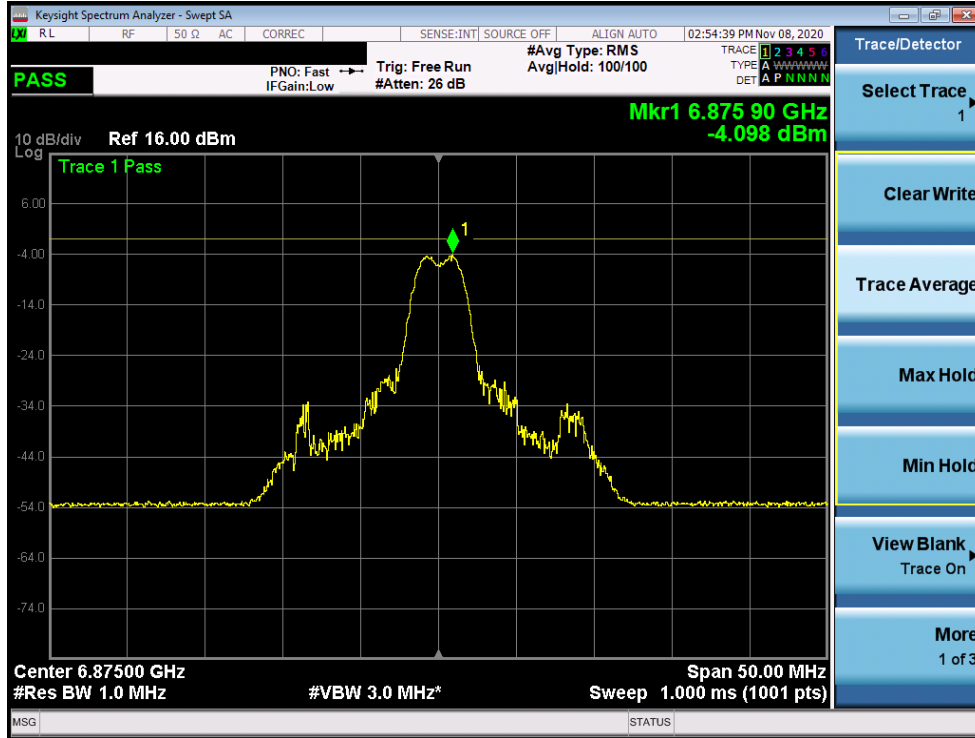 Keysight Spectrum Analyzer - Swept SA
LXI RL RF 50 Ω AC CORREC SENSE:INT SOURCE OFF ALIGN AUTO 02:54:39 PM Nov 08, 2020
PASS
PNO: Fast
IFGain:Low
Trig: Free Run
#Atten: 26 dB
#Avg Type: RMS
Avg|Hold: 100/100
TRACE 1 2 3 4 5 6
TYPE A WWWWW
DET A P N N N N
Mkr1 6.875 90 GHz
-4.098 dBm
10 dB/div Ref 16.00 dBm
Log
Trace 1 Pass
1
6.00
-4.00
-14.0
-24.0
-34.0
-44.0
-54.0
-64.0
-74.0
Center 6.87500 GHz Span 50.00 MHz
#Res BW 1.0 MHz #VBW 3.0 MHz* Sweep 1.000 ms (1001 pts)
MSG STATUS
Trace/Detector
Select Trace
1
Clear Write
Trace Average
Max Hold
Min Hold
View Blank
Trace On
More
1 of 3